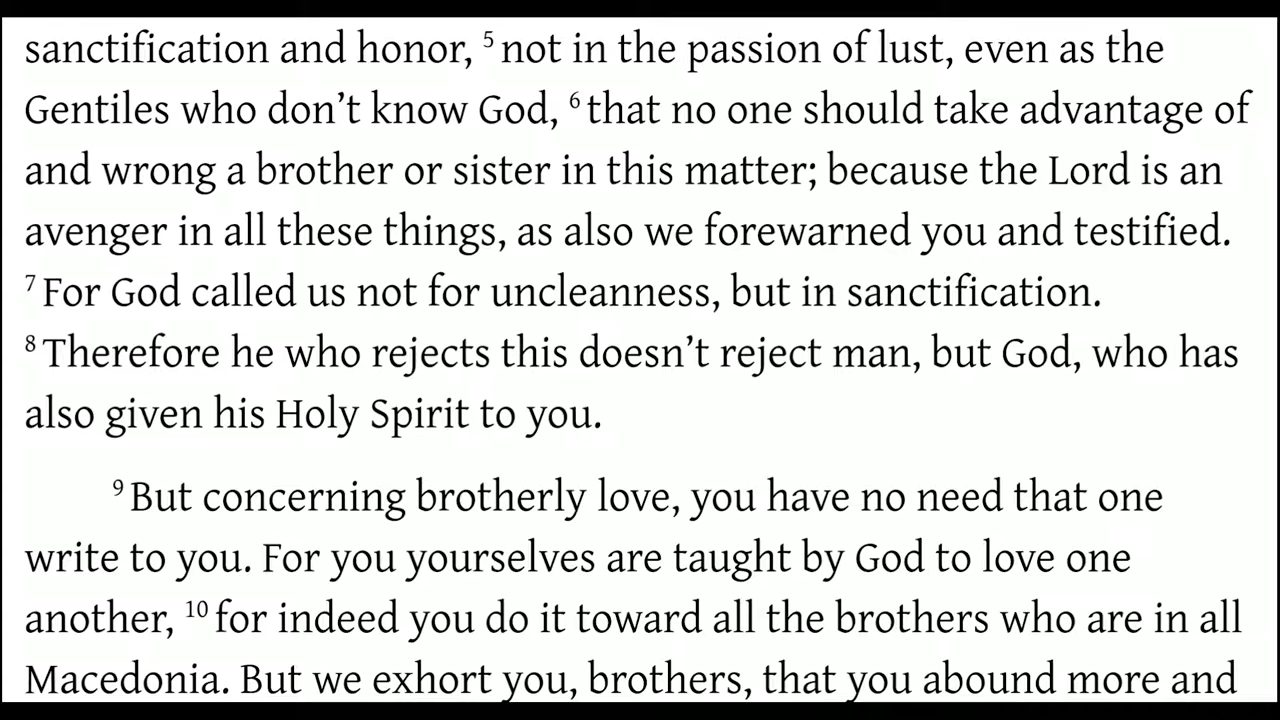 sanctification and honor, ⁵ not in the passion of lust, even as the
Gentiles who don’t know God, ⁶ that no one should take advantage of
and wrong a brother or sister in this matter; because the Lord is an
avenger in all these things, as also we forewarned you and testified.
⁷ For God called us not for uncleanness, but in sanctification.
⁸ Therefore he who rejects this doesn’t reject man, but God, who has
also given his Holy Spirit to you.
⁹ But concerning brotherly love, you have no need that one
write to you. For you yourselves are taught by God to love one
another, ¹⁰ for indeed you do it toward all the brothers who are in all
Macedonia. But we exhort you, brothers, that you abound more and